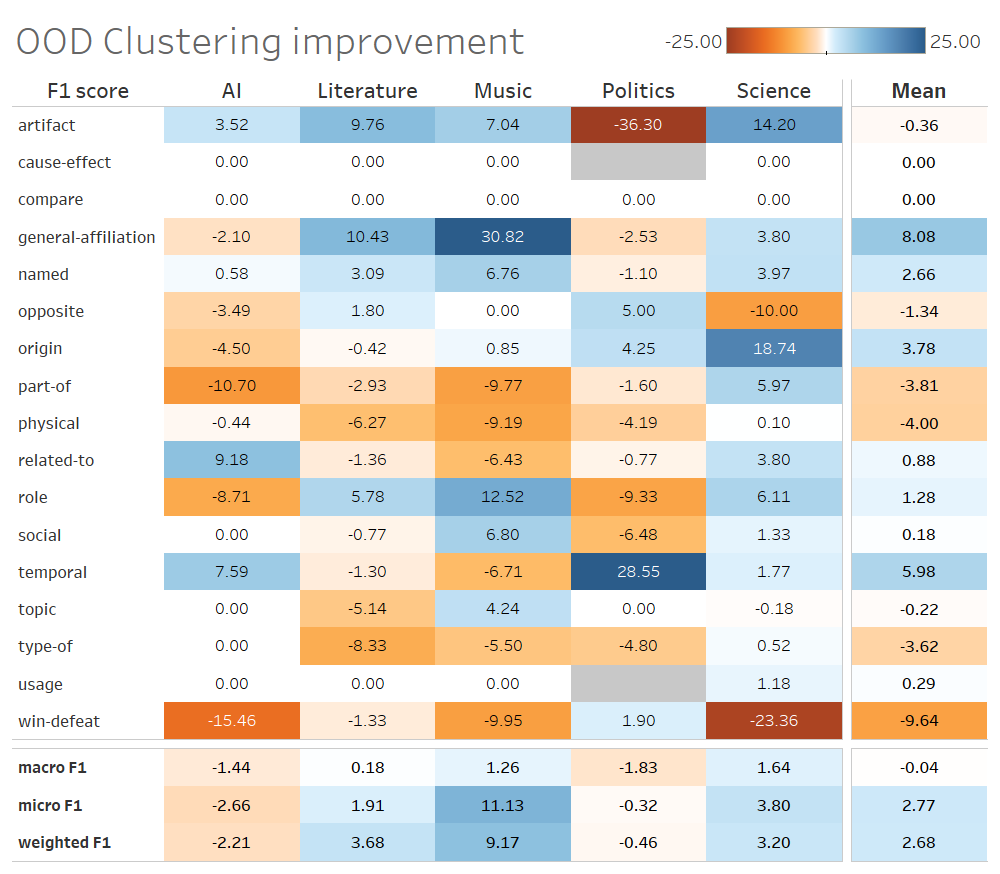 OOD Clustering improvement
-25.00 25.00
F1 score AI Literature Music Politics Science Mean
artifact 3.52 9.76 7.04 -36.30 14.20 -0.36
cause-effect 0.00 0.00 0.00 0.00 0.00
compare 0.00 0.00 0.00 0.00 0.00 0.00
general-affiliation -2.10 10.43 30.82 -2.53 3.80 8.08
named 0.58 3.09 6.76 -1.10 3.97 2.66
opposite -3.49 1.80 0.00 5.00 -10.00 -1.34
origin -4.50 -0.42 0.85 4.25 18.74 3.78
part-of -10.70 -2.93 -9.77 -1.60 5.97 -3.81
physical -0.44 -6.27 -9.19 -4.19 0.10 -4.00
related-to 9.18 -1.36 -6.43 -0.77 3.80 0.88
role -8.71 5.78 12.52 -9.33 6.11 1.28
social 0.00 -0.77 6.80 -6.48 1.33 0.18
temporal 7.59 -1.30 -6.71 28.55 1.77 5.98
topic 0.00 -5.14 4.24 0.00 -0.18 -0.22
type-of 0.00 -8.33 -5.50 -4.80 0.52 -3.62
usage 0.00 0.00 0.00 1.18 0.29
win-defeat -15.46 -1.33 -9.95 1.90 -23.36 -9.64
macro F1 -1.44 0.18 1.26 -1.83 1.64 -0.04
micro F1 -2.66 1.91 11.13 -0.32 3.80 2.77
weighted F1 -2.21 3.68 9.17 -0.46 3.20 2.68